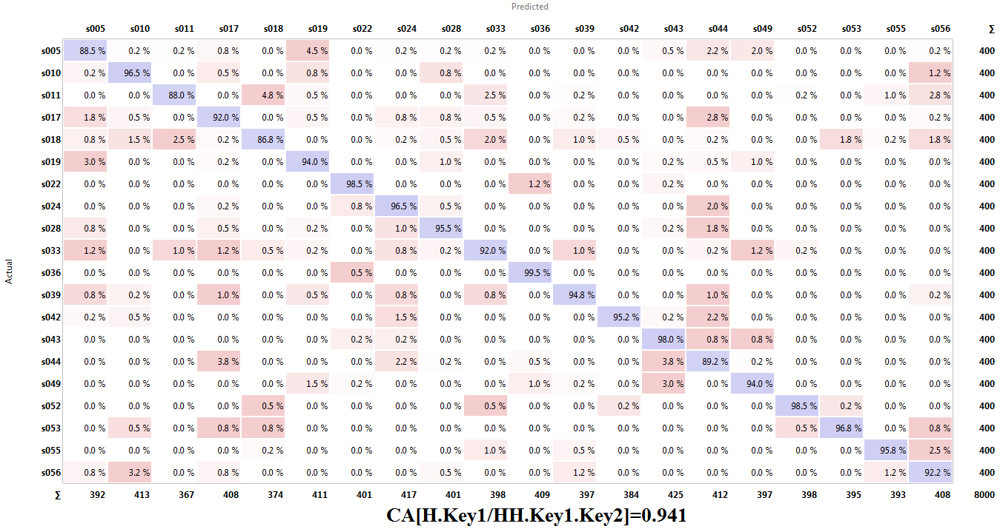 Predicted
s005 s010 s011 s017 s018 s019 s022 s024 s028 s033 s036 s039 s042 s043 s044 s049 s052 s053 s055 s056 Σ
s005 88.5 % 0.2 % 0.2 % 0.8 % 0.0 % 4.5 % 0.0 % 0.2 % 0.2 % 0.2 % 0.0 % 0.0 % 0.0 % 0.5 % 2.2 % 2.0 % 0.0 % 0.0 % 0.0 % 0.2 % 400
s010 0.2 % 96.5 % 0.0 % 0.5 % 0.0 % 0.8 % 0.0 % 0.0 % 0.8 % 0.0 % 0.0 % 0.0 % 0.0 % 0.0 % 0.0 % 0.0 % 0.0 % 0.0 % 0.0 % 1.2 % 400
s011 0.0 % 0.0 % 88.0 % 0.0 % 4.8 % 0.5 % 0.0 % 0.0 % 0.0 % 2.5 % 0.0 % 0.2 % 0.0 % 0.0 % 0.0 % 0.0 % 0.2 % 0.0 % 1.0 % 2.8 % 400
s017 1.8 % 0.5 % 0.0 % 92.0 % 0.0 % 0.5 % 0.0 % 0.8 % 0.8 % 0.5 % 0.0 % 0.2 % 0.0 % 0.0 % 2.8 % 0.0 % 0.0 % 0.0 % 0.0 % 0.2 % 400
s018 0.8 % 1.5 % 2.5 % 0.2 % 86.8 % 0.0 % 0.0 % 0.2 % 0.5 % 2.0 % 0.0 % 1.0 % 0.5 % 0.0 % 0.2 % 0.0 % 0.0 % 1.8 % 0.2 % 1.8 % 400
s019 3.0 % 0.0 % 0.0 % 0.2 % 0.0 % 94.0 % 0.0 % 0.0 % 1.0 % 0.0 % 0.0 % 0.0 % 0.0 % 0.2 % 0.5 % 1.0 % 0.0 % 0.0 % 0.0 % 0.0 % 400
s022 0.0 % 0.0 % 0.0 % 0.0 % 0.0 % 0.0 % 98.5 % 0.0 % 0.0 % 0.0 % 1.2 % 0.0 % 0.0 % 0.2 % 0.0 % 0.0 % 0.0 % 0.0 % 0.0 % 0.0 % 400
s024 0.0 % 0.0 % 0.0 % 0.2 % 0.0 % 0.0 % 0.8 % 96.5 % 0.5 % 0.0 % 0.0 % 0.0 % 0.0 % 0.0 % 2.0 % 0.0 % 0.0 % 0.0 % 0.0 % 0.0 % 400
s028 0.8 % 0.0 % 0.0 % 0.5 % 0.0 % 0.2 % 0.0 % 1.0 % 95.5 % 0.0 % 0.0 % 0.0 % 0.0 % 0.2 % 1.8 % 0.0 % 0.0 % 0.0 % 0.0 % 0.0 % 400
s033 1.2 % 0.0 % 1.0 % 1.2 % 0.5 % 0.2 % 0.0 % 0.8 % 0.2 % 92.0 % 0.0 % 1.0 % 0.0 % 0.0 % 0.2 % 1.2 % 0.2 % 0.0 % 0.0 % 0.0 % 400
s036 0.0 % 0.0 % 0.0 % 0.0 % 0.0 % 0.0 % 0.5 % 0.0 % 0.0 % 0.0 % 99.5 % 0.0 % 0.0 % 0.0 % 0.0 % 0.0 % 0.0 % 0.0 % 0.0 % 0.0 % 400
s039 0.8 % 0.2 % 0.0 % 1.0 % 0.0 % 0.5 % 0.0 % 0.8 % 0.0 % 0.8 % 0.0 % 94.8 % 0.0 % 0.0 % 1.0 % 0.0 % 0.0 % 0.0 % 0.0 % 0.2 % 400
s042 0.2 % 0.5 % 0.0 % 0.0 % 0.0 % 0.0 % 0.0 % 1.5 % 0.0 % 0.0 % 0.0 % 0.0 % 95.2 % 0.2 % 2.2 % 0.0 % 0.0 % 0.0 % 0.0 % 0.0 % 400
s043 0.0 % 0.0 % 0.0 % 0.0 % 0.0 % 0.0 % 0.2 % 0.2 % 0.0 % 0.0 % 0.0 % 0.0 % 0.0 % 98.0 % 0.8 % 0.8 % 0.0 % 0.0 % 0.0 % 0.0 % 400
s044 0.0 % 0.0 % 0.0 % 3.8 % 0.0 % 0.0 % 0.0 % 2.2 % 0.2 % 0.0 % 0.5 % 0.0 % 0.0 % 3.8 % 89.2 % 0.2 % 0.0 % 0.0 % 0.0 % 0.0 % 400
s049 0.0 % 0.0 % 0.0 % 0.0 % 0.0 % 1.5 % 0.2 % 0.0 % 0.0 % 0.0 % 1.0 % 0.2 % 0.0 % 3.0 % 0.0 % 94.0 % 0.0 % 0.0 % 0.0 % 0.0 % 400
s052 0.0 % 0.0 % 0.0 % 0.0 % 0.5 % 0.0 % 0.0 % 0.0 % 0.0 % 0.5 % 0.0 % 0.0 % 0.2 % 0.0 % 0.0 % 0.0 % 98.5 % 0.2 % 0.0 % 0.0 % 400
s053 0.0 % 0.5 % 0.0 % 0.8 % 0.8 % 0.0 % 0.0 % 0.0 % 0.0 % 0.0 % 0.0 % 0.0 % 0.0 % 0.0 % 0.0 % 0.0 % 0.5 % 96.8 % 0.0 % 0.8 % 400
s055 0.0 % 0.0 % 0.0 % 0.0 % 0.2 % 0.0 % 0.0 % 0.0 % 0.0 % 1.0 % 0.0 % 0.5 % 0.0 % 0.0 % 0.0 % 0.0 % 0.0 % 0.0 % 95.8 % 2.5 % 400
s056 0.8 % 3.2 % 0.0 % 0.8 % 0.0 % 0.0 % 0.0 % 0.0 % 0.5 % 0.0 % 0.0 % 1.2 % 0.0 % 0.0 % 0.0 % 0.0 % 0.0 % 0.0 % 1.2 % 92.2 % 400
Σ 392 413 367 408 374 411 401 417 401 398 409 397 384 425 412 397 398 395 393 408 8000
Actual
CA[H.Key1/HH.Key1.Key2]=0.941